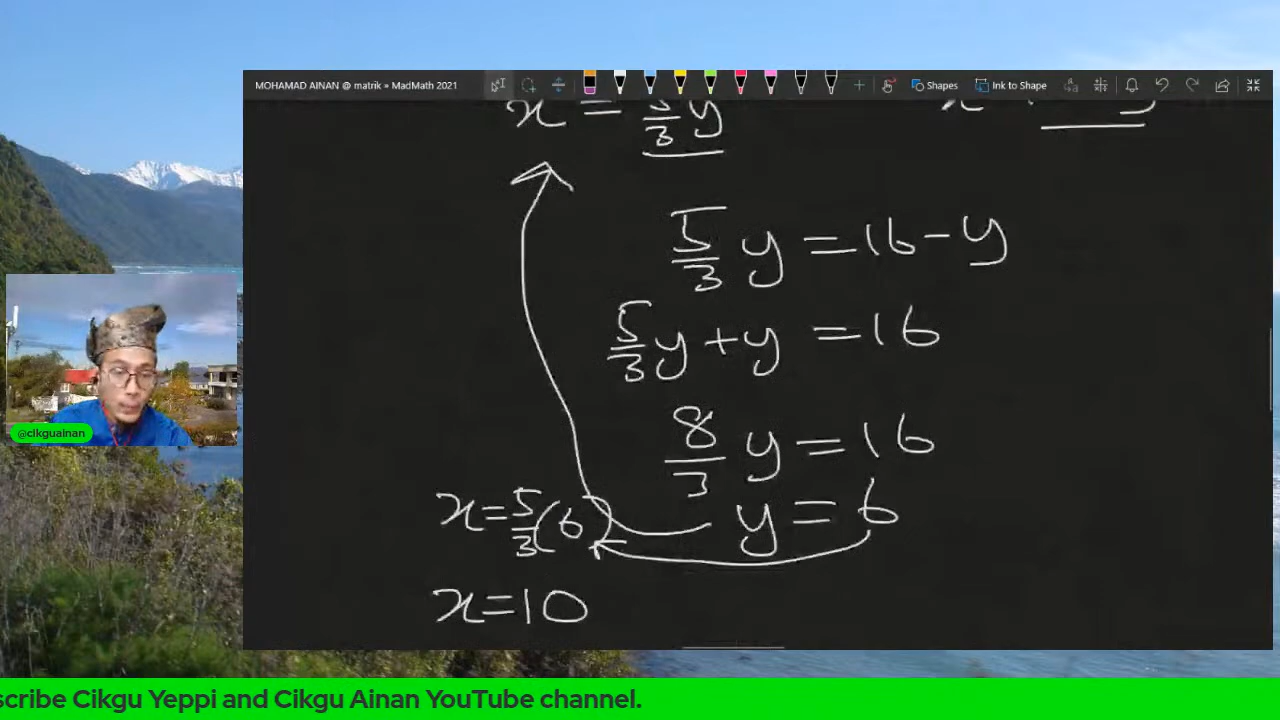 MOHAMAD AINAN @ matrik » MadMath 2021
Shapes
Ink to Shape
x = 5/3 y
5/3 y = 16 - y
5/3 y + y = 16
8/3 y = 16
x = 5/3 (6)
y = 6
x = 10
@cikguainan
scribe Cikgu Yeppi and Cikgu Ainan YouTube channel.